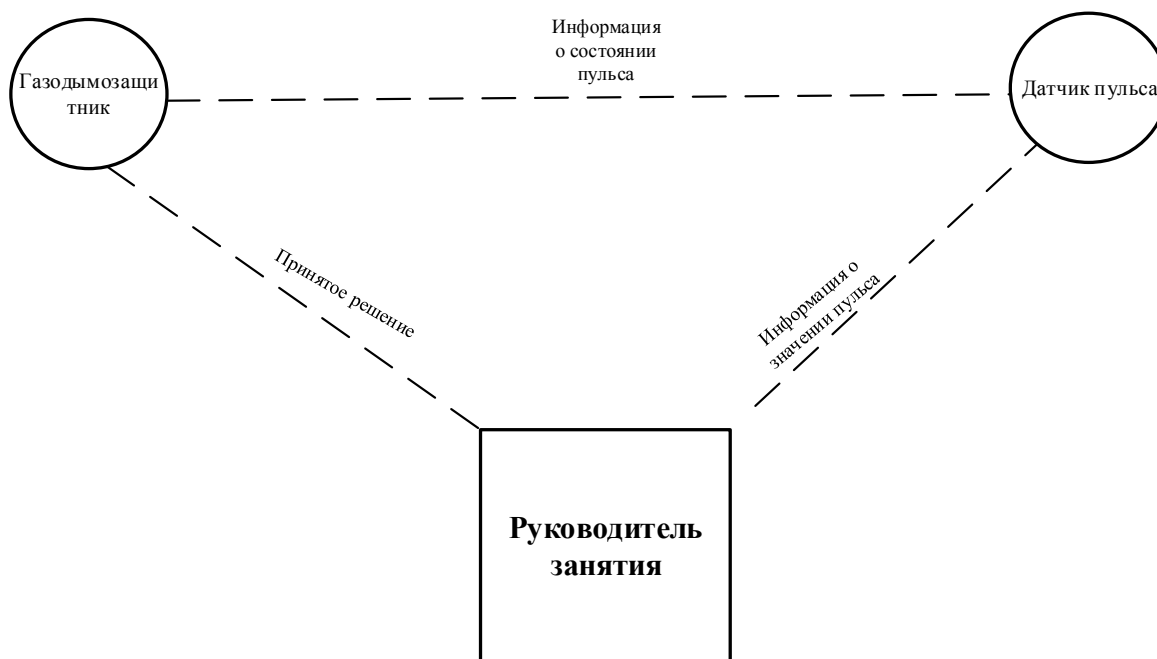 Информация
о состоянии
пульса
Газодымозащи
тник
Датчик пульса
Принятое решение
Информация о
значении пульса
Руководитель
занятия